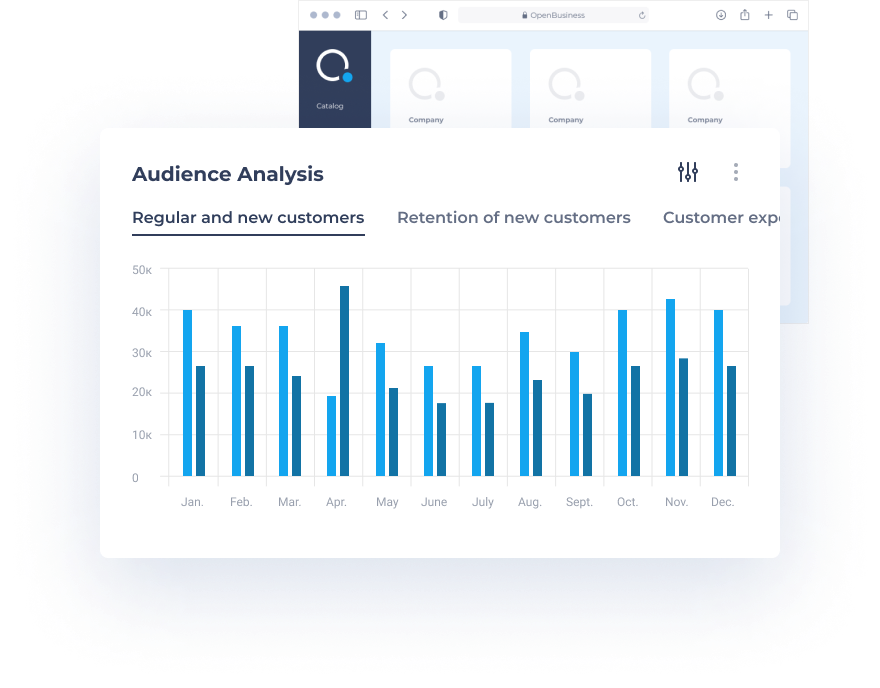 OpenBusiness
Catalog
Company Company Company
Audience Analysis
Regular and new customers Retention of new customers Customer expe
50к
40к
30к
20к
10к
0
Jan. Feb. Mar. Apr. May June July Aug. Sept. Oct. Nov. Dec.